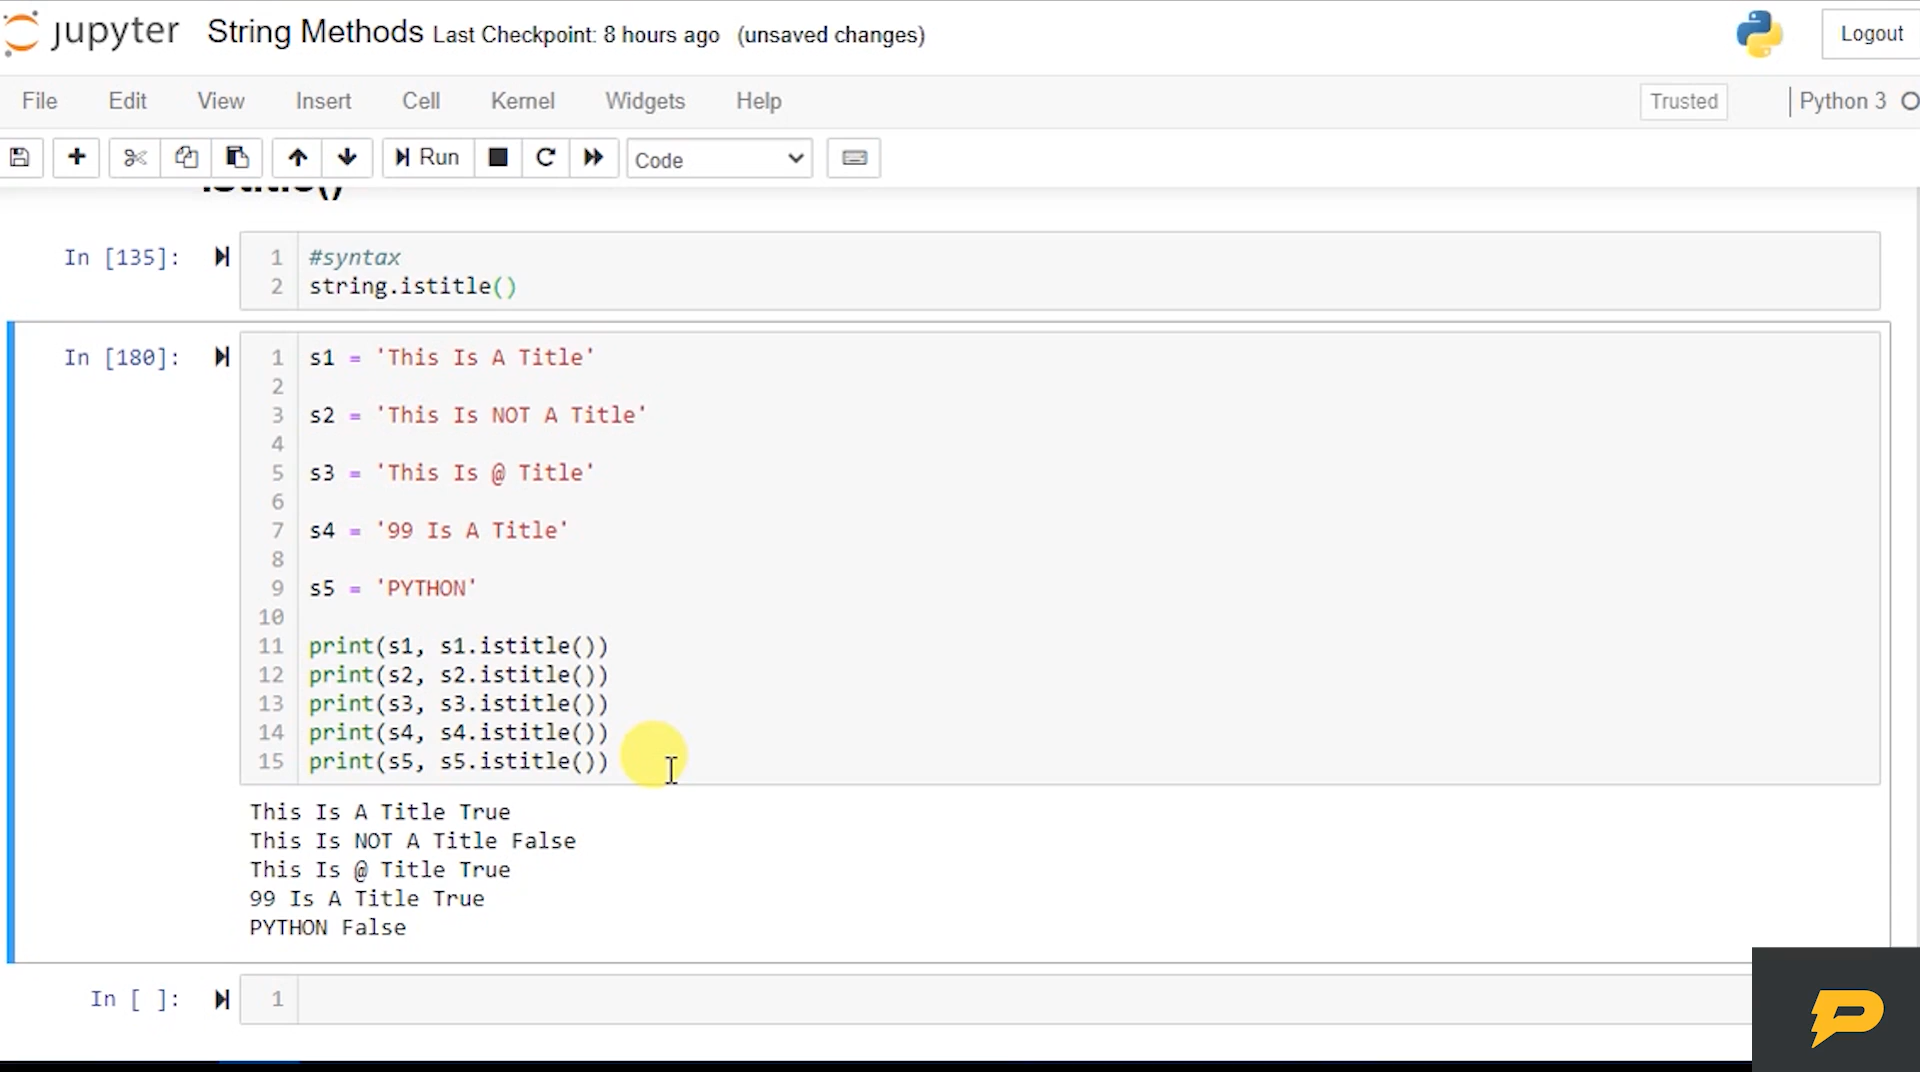 jupyter String Methods Last Checkpoint: 8 hours ago (unsaved changes) Logout
File Edit View Insert Cell Kernel Widgets Help Trusted Python 3
Run Code
istitle()
In [135]: 1 #syntax
2 string.istitle()
In [180]: 1 s1 = 'This Is A Title'
2
3 s2 = 'This Is NOT A Title'
4
5 s3 = 'This Is @ Title'
6
7 s4 = '99 Is A Title'
8
9 s5 = 'PYTHON'
10
11 print(s1, s1.istitle())
12 print(s2, s2.istitle())
13 print(s3, s3.istitle())
14 print(s4, s4.istitle())
15 print(s5, s5.istitle())
This Is A Title True
This Is NOT A Title False
This Is @ Title True
99 Is A Title True
PYTHON False
In [ ]: 1